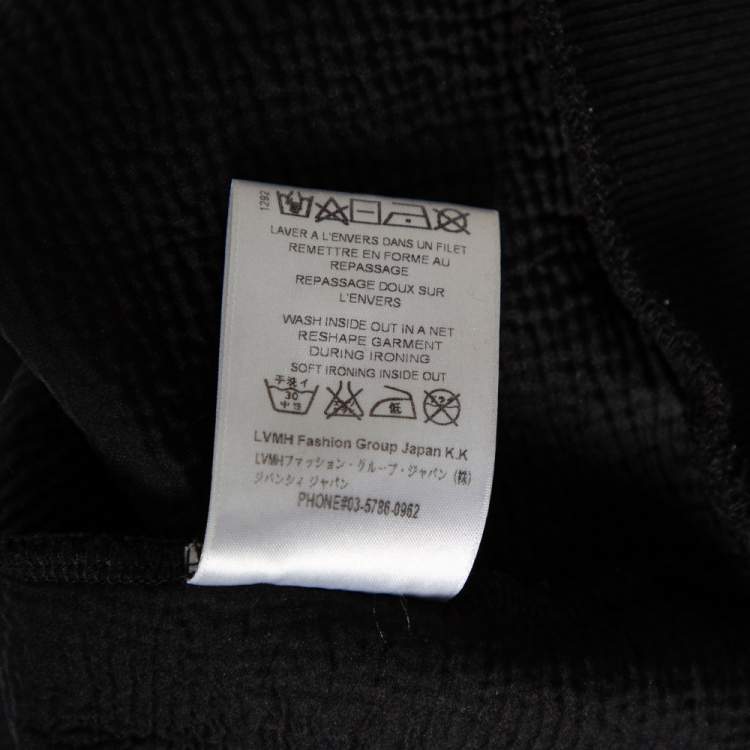 1292
LAVER A L'ENVERS DANS UN FILET
REMETTRE EN FORME AU
REPASSAGE
REPASSAGE DOUX SUR
L'ENVERS
WASH INSIDE OUT IN A NET
RESHAPE GARMENT
DURING IRONING
SOFT IRONING INSIDE OUT
手洗イ
30
中性
低
LVMH Fashion Group Japan K.K
LVMHファッション・グループ・ジャパン (株)
ジバンシィ ジャパン
PHONE#03-5786-0962